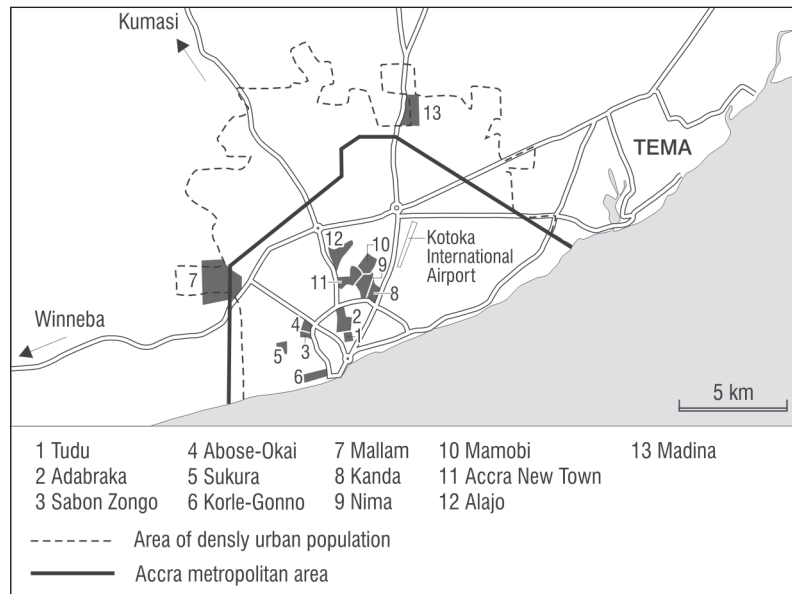 Kumasi
13
TEMA
12
10
Kotoka
International
Airport
9
11
7
8
Winneba
2
4
1
3
5
6
5 km
1 Tudu 4 Abose-Okai 7 Mallam 10 Mamobi 13 Madina
2 Adabraka 5 Sukura 8 Kanda 11 Accra New Town
3 Sabon Zongo 6 Korle-Gonno 9 Nima 12 Alajo
Area of densly urban population
Accra metropolitan area